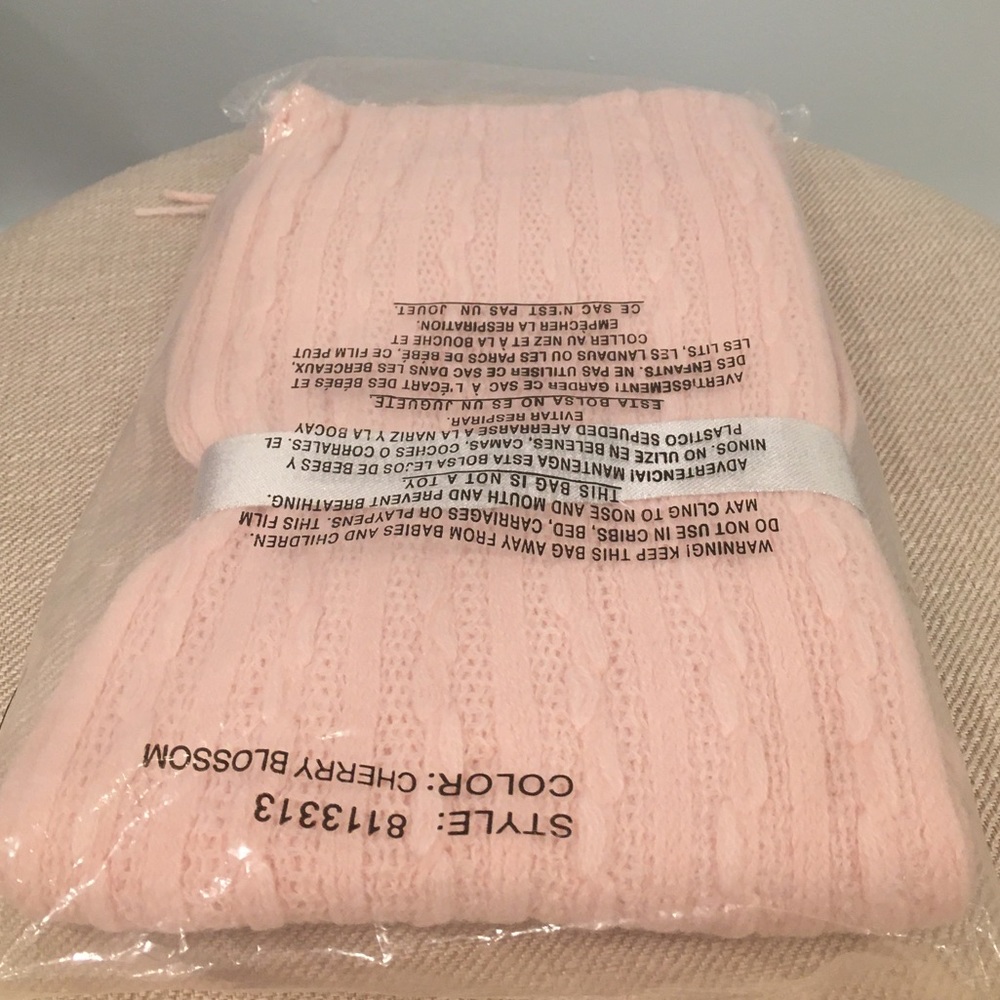 STYLE: 8113313
COLOR: CHERRY BLOSSOM
WARNING! KEEP THIS BAG AWAY FROM BABIES AND CHILDREN.
DO NOT USE IN CRIBS, BED, CARRIAGES OR PLAYPENS. THIS FILM
MAY CLING TO NOSE AND MOUTH AND PREVENT BREATHING.
THIS BAG IS NOT A TOY.
ADVERTENCIA! MANTENGA ESTA BOLSA LEJOS DE BEBES Y
NINOS. NO ULIZE EN BELENES, CAMAS, COCHES O CORRALES. EL
PLASTICO SEPUEDED AFERRARSE A LA NARIZ Y LA BOCAY
EVITAR RESPIRAR.
ESTA BOLSA NO ES UN JUGUETE.
AVERTISSEMENT! GARDER CE SAC À L'ÉCART DES BÉBÉS ET
DES ENFANTS. NE PAS UTILISER CE SAC DANS LES BERCEAUX,
LES LITS, LES LANDAUS OU LES PARCS DE BÉBÉ. CE FILM PEUT
COLLER AU NEZ ET À LA BOUCHE ET
EMPÊCHER LA RESPIRATION.
CE SAC N'EST PAS UN JOUET.